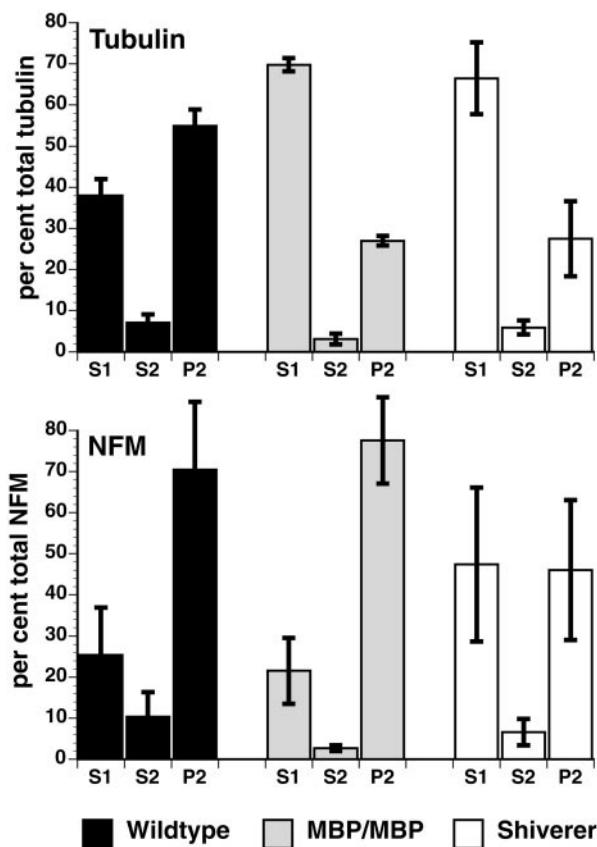 Tubulin
per cent total tubulin
80
70
60
50
40
30
20
10
0
S1 S2 P2 S1 S2 P2 S1 S2 P2
NFM
per cent total NFM
80
70
60
50
40
30
20
10
0
S1 S2 P2 S1 S2 P2 S1 S2 P2
Wildtype MBP/MBP Shiverer